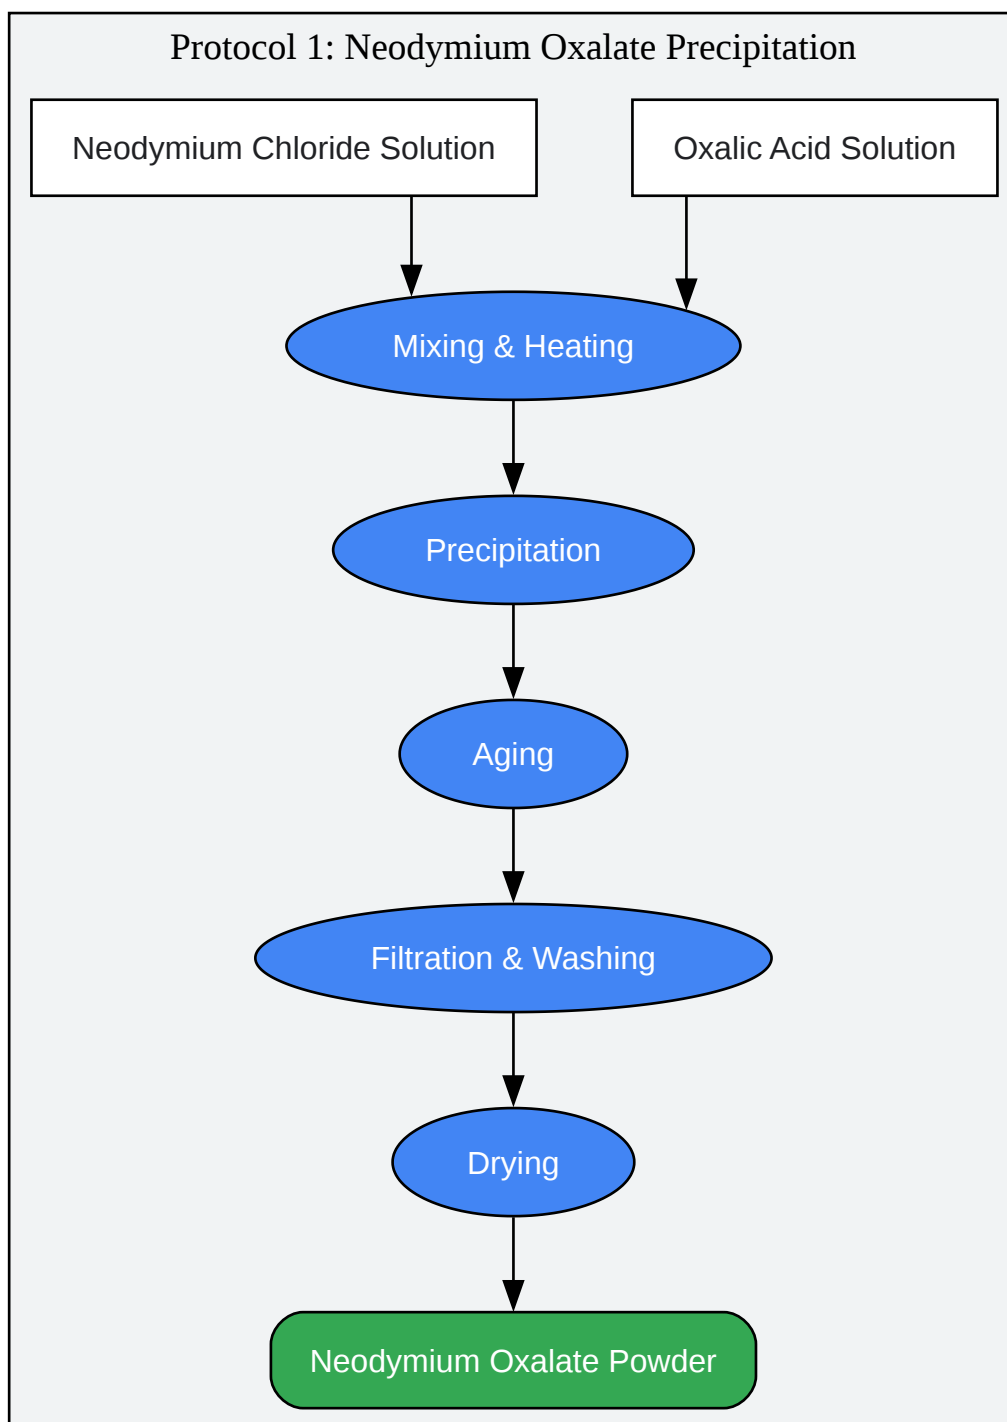 Protocol 1: Neodymium Oxalate Precipitation
Neodymium Chloride Solution
Oxalic Acid Solution
Mixing & Heating
Precipitation
Aging
Filtration & Washing
Drying
Neodymium Oxalate Powder